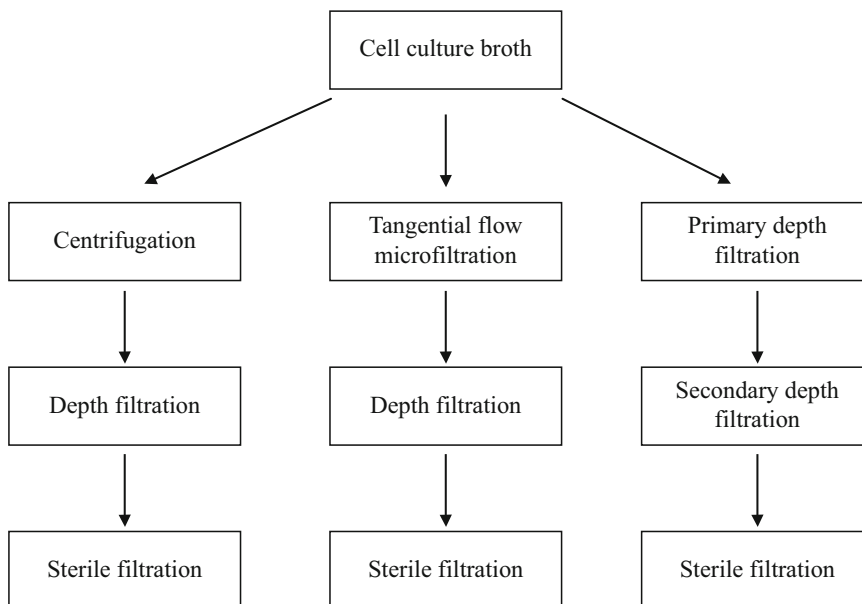 Cell culture broth
Centrifugation
Tangential flow
microfiltration
Primary depth
filtration
Depth filtration
Depth filtration
Secondary depth
filtration
Sterile filtration
Sterile filtration
Sterile filtration